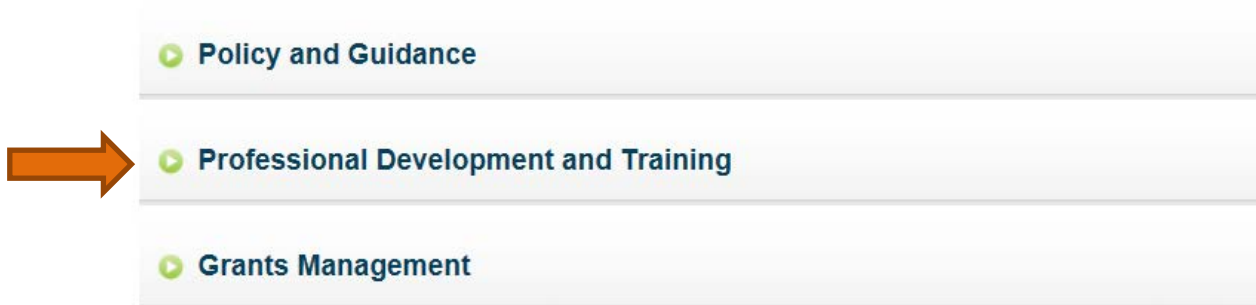 Policy and Guidance
Professional Development and Training
Grants Management